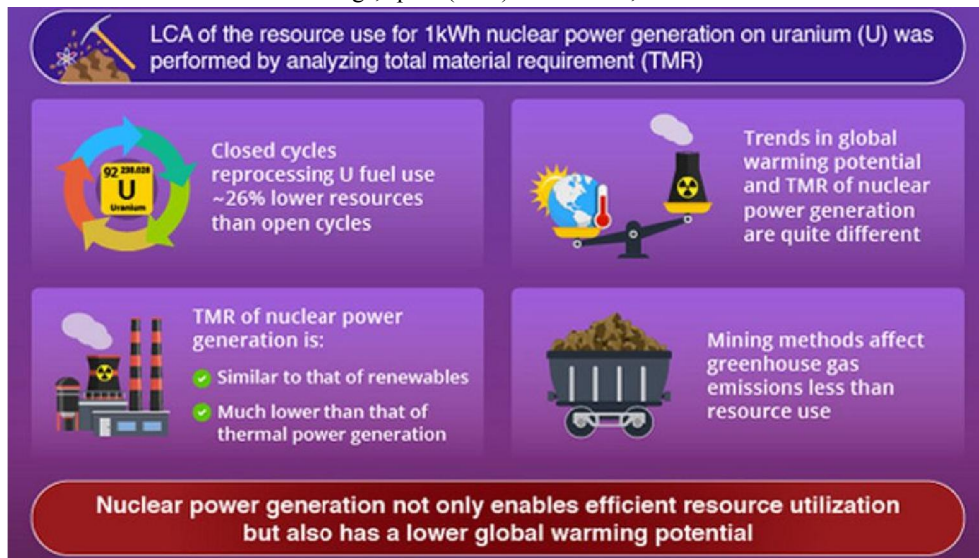 LCA of the resource use for 1kWh nuclear power generation on uranium (U) was
performed by analyzing total material requirement (TMR)
92 238.028
U
Uranium
Closed cycles
reprocessing U fuel use
~26% lower resources
than open cycles
Trends in global
warming potential
and TMR of nuclear
power generation
are quite different
TMR of nuclear power
generation is:
Similar to that of renewables
Much lower than that of
thermal power generation
Mining methods affect
greenhouse gas
emissions less than
resource use
Nuclear power generation not only enables efficient resource utilization
but also has a lower global warming potential